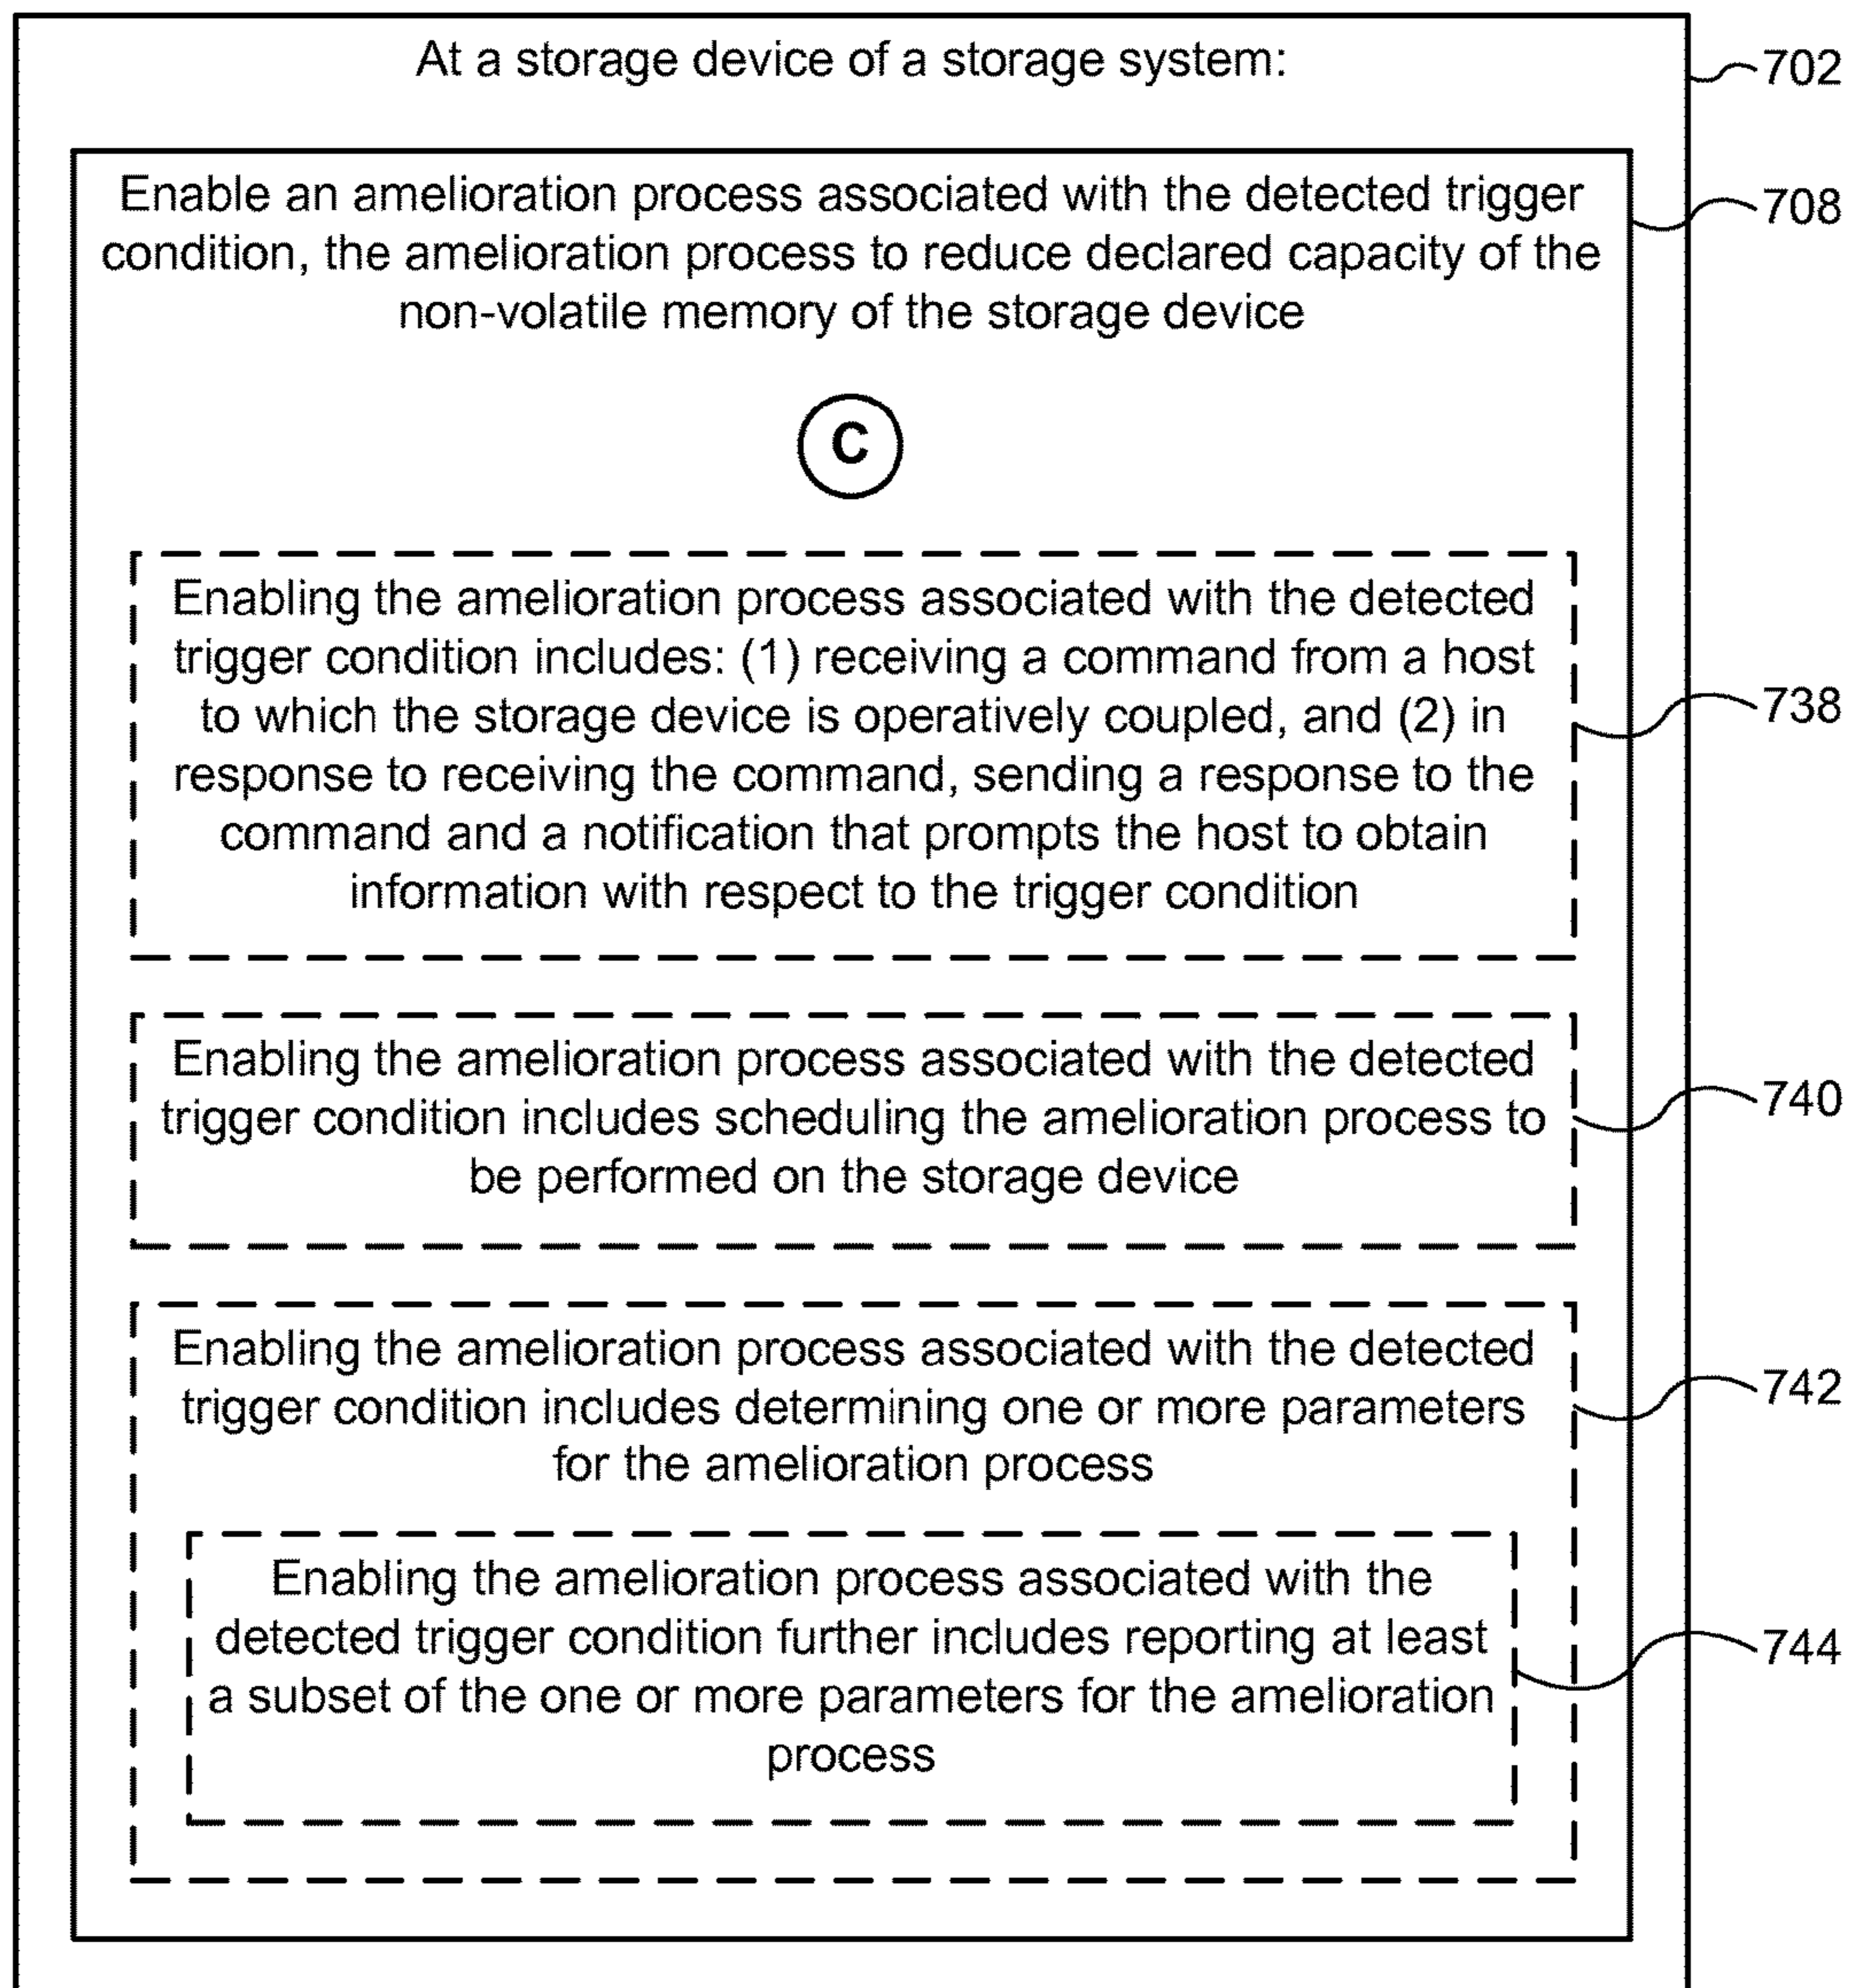 At a storage device of a storage system:
702
Enable an amelioration process associated with the detected trigger
condition, the amelioration process to reduce declared capacity of the
non-volatile memory of the storage device
708
C
Enabling the amelioration process associated with the detected
trigger condition includes: (1) receiving a command from a host
to which the storage device is operatively coupled, and (2) in
response to receiving the command, sending a response to the
command and a notification that prompts the host to obtain
information with respect to the trigger condition
738
Enabling the amelioration process associated with the detected
trigger condition includes scheduling the amelioration process to
be performed on the storage device
740
Enabling the amelioration process associated with the detected
trigger condition includes determining one or more parameters
for the amelioration process
742
Enabling the amelioration process associated with the
detected trigger condition further includes reporting at least
a subset of the one or more parameters for the amelioration
process
744